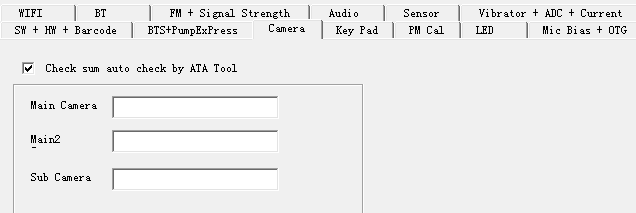 WIFI BT FM + Signal Strength Audio Sensor Vibrator + ADC + Current
SW + HW + Barcode BTS+PumpExPress Camera Key Pad PM Cal LED Mic Bias + OTG
Check sum auto check by ATA Tool
Main Camera
Main2
Sub Camera